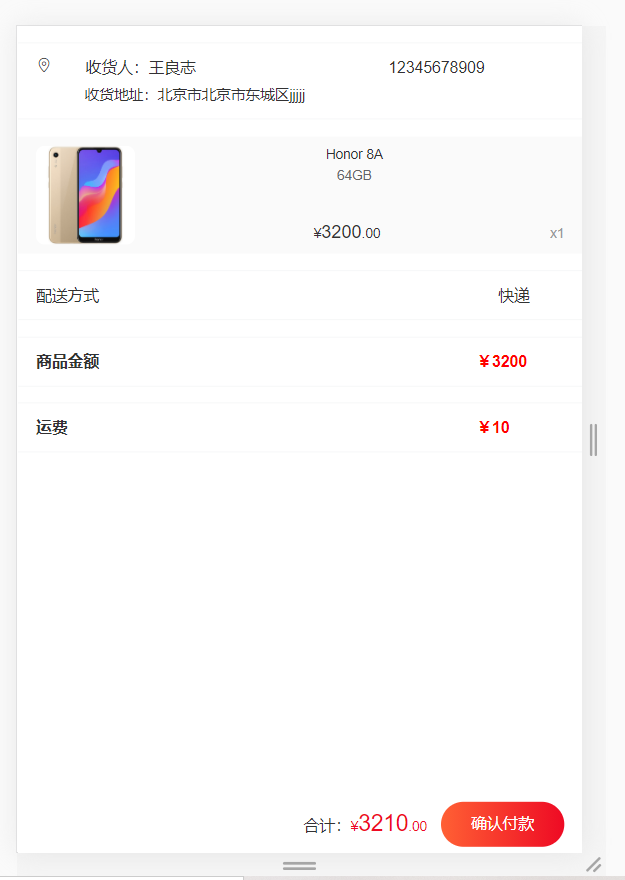 收货人：王良志 12345678909
收货地址：北京市北京市东城区jjjjj
Honor 8A
64GB
¥3200.00 x1
配送方式 快递
商品金额 ￥3200
运费 ￥10
合计：¥3210.00 确认付款